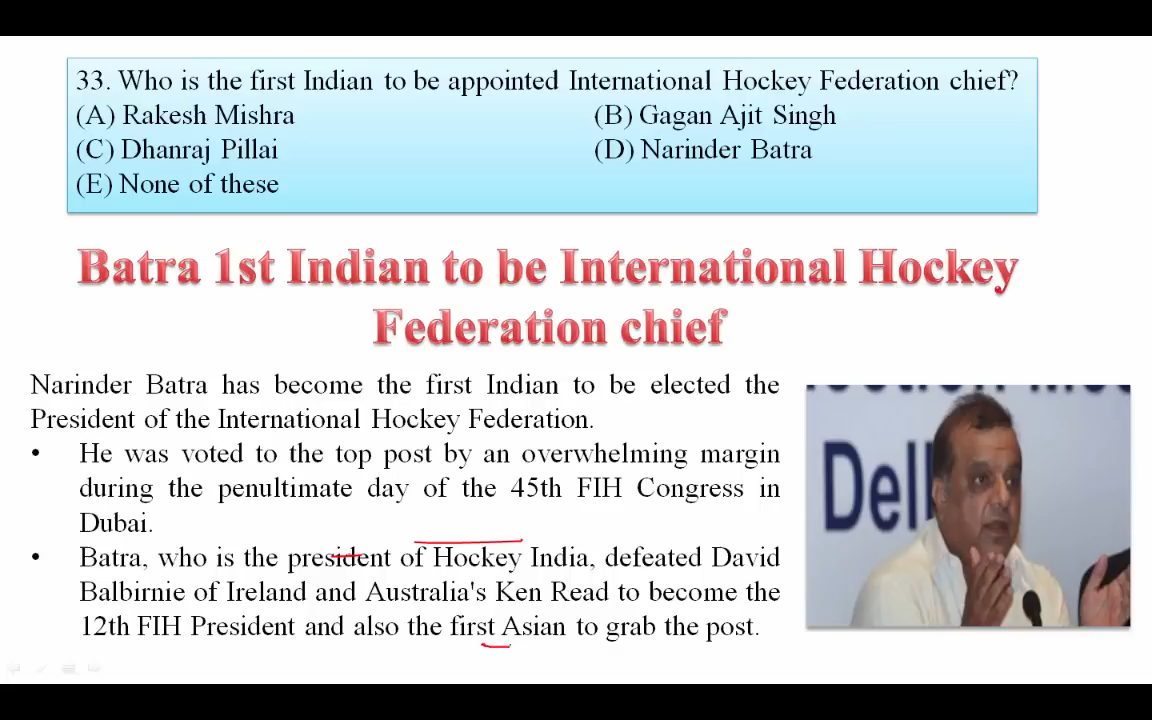 33. Who is the first Indian to be appointed International Hockey Federation chief?
(A) Rakesh Mishra (B) Gagan Ajit Singh
(C) Dhanraj Pillai (D) Narinder Batra
(E) None of these
Batra 1st Indian to be International Hockey
Federation chief
Narinder Batra has become the first Indian to be elected the
President of the International Hockey Federation.
• He was voted to the top post by an overwhelming margin
during the penultimate day of the 45th FIH Congress in
Dubai.
• Batra, who is the president of Hockey India, defeated David
Balbirnie of Ireland and Australia's Ken Read to become the
12th FIH President and also the first Asian to grab the post.
Del